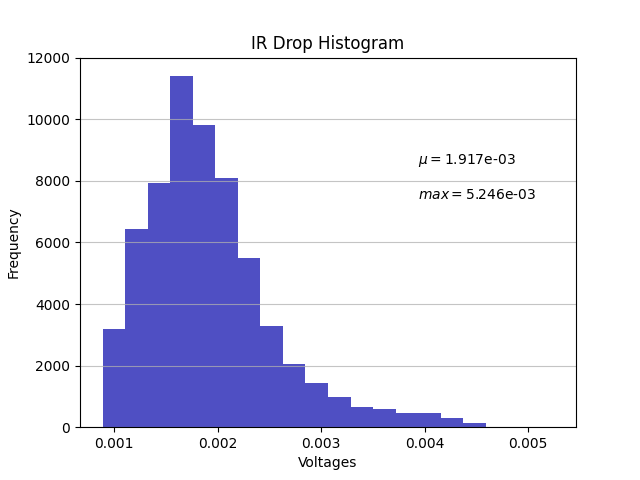 IR Drop Histogram
Frequency
12000
10000
8000
6000
4000
2000
0
μ = 1.917e-03
max = 5.246e-03
0.001 0.002 0.003 0.004 0.005
Voltages